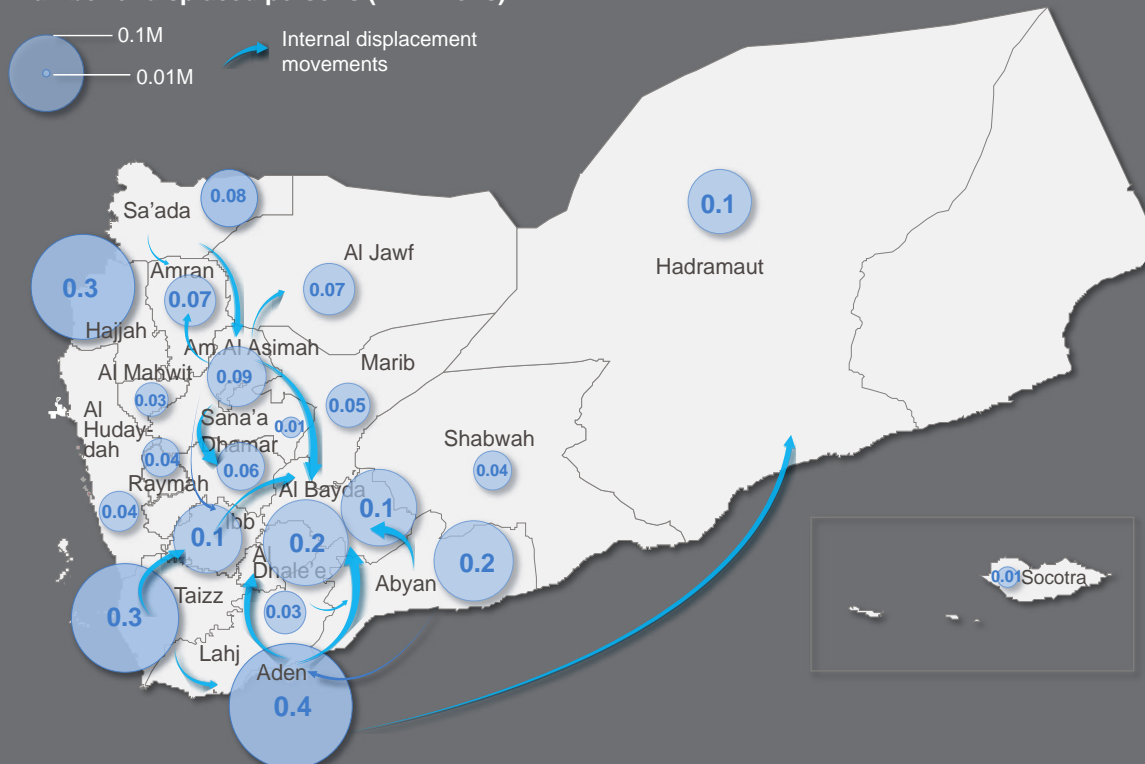 0.1M
0.01M
Internal displacement
movements
0.08
Sa'ada
0.1
Al Jawf
Hadramaut
Amran
0.3
0.07
0.07
Hajjah
Am Al Asimah
Marib
Al Mahwit
0.09
0.03
0.05
Al
Huday-
dah
Sana'a
0.01
Dhamar
Shabwah
0.04
0.06
0.04
Raymah
Al Bayda
0.04
0.1
Ibb
0.1
0.2
0.2
Al
Dhale'e
Abyan
0.01
Socotra
Taizz
0.3
0.03
Lahj
Aden
0.4